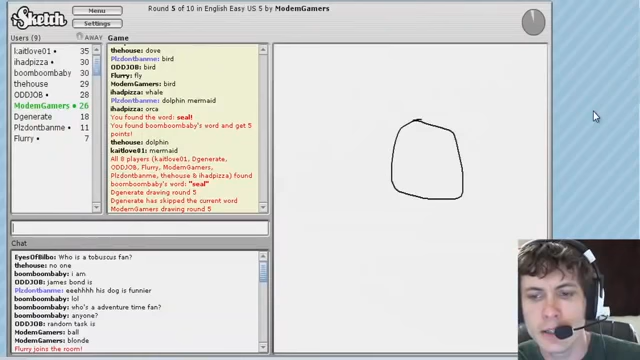 Round 5 of 10 in English Easy US 5 by ModemGamers
iSketch
Menu
Settings
Users (9)
AWAY
Game
kaitlove01 • 35
ihadpizza • 30
boomboombaby 30
thehouse 29
ODDJOB • 28
ModemGamers • 26
Dgenerate 18
Plzdontbanme • 11
Flurry • 7
thehouse: dove
Plzdontbanme: bird
ODDJOB: bird
Flurry: fly
ModemGamers: bird
ihadpizza: whale
Plzdontbanme: dolphin mermaid
ihadpizza: orca
You found the word: seal!
You found boomboombaby's word and get 5
points!
thehouse: dolphin
kaitlove01: mermaid
All 8 players (kaitlove01, Dgenerate,
ODDJOB, Flurry, ModemGamers,
Plzdontbanme, thehouse & ihadpizza) found
boomboombaby's word: "seal"
Dgenerate drawing round 5
Dgenerate has skipped the current word
ModemGamers drawing round 5
Chat
EyesOfBilbo: Who is a tobuscus fan?
thehouse: no one
boomboombaby: i am
ODDJOB: james bond is
Plzdontbanme: eeehhhh his dog is funnier
boomboombaby: lol
boomboombaby: who's a adventure time fan?
boomboombaby: anyone?
ODDJOB: random task is
ModemGamers: ball
ModemGamers: blonde
Flurry joins the room!